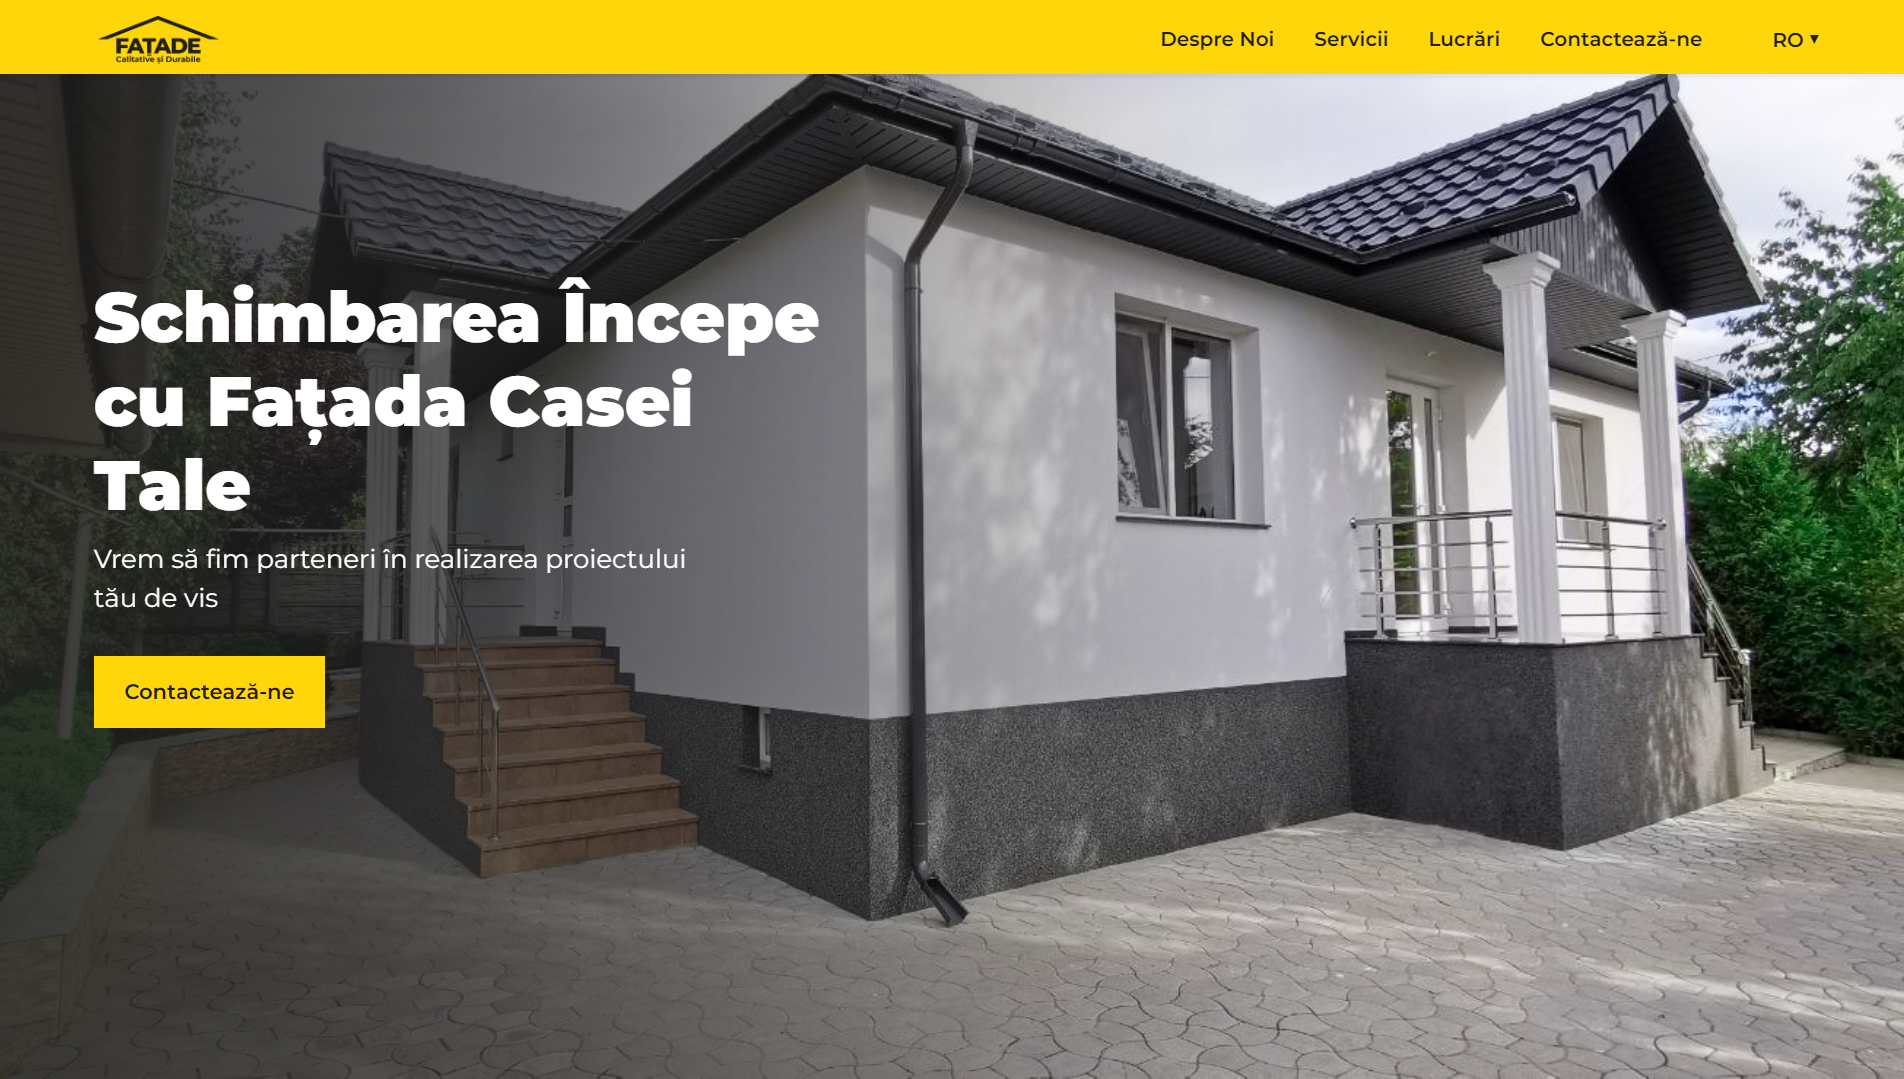 FATADE
Calitative și Durabile
Despre Noi
Servicii
Lucrări
Contactează-ne
RO ▼
Schimbarea Începe
cu Fațada Casei
Tale
Vrem să fim parteneri în realizarea proiectului
tău de vis
Contactează-ne